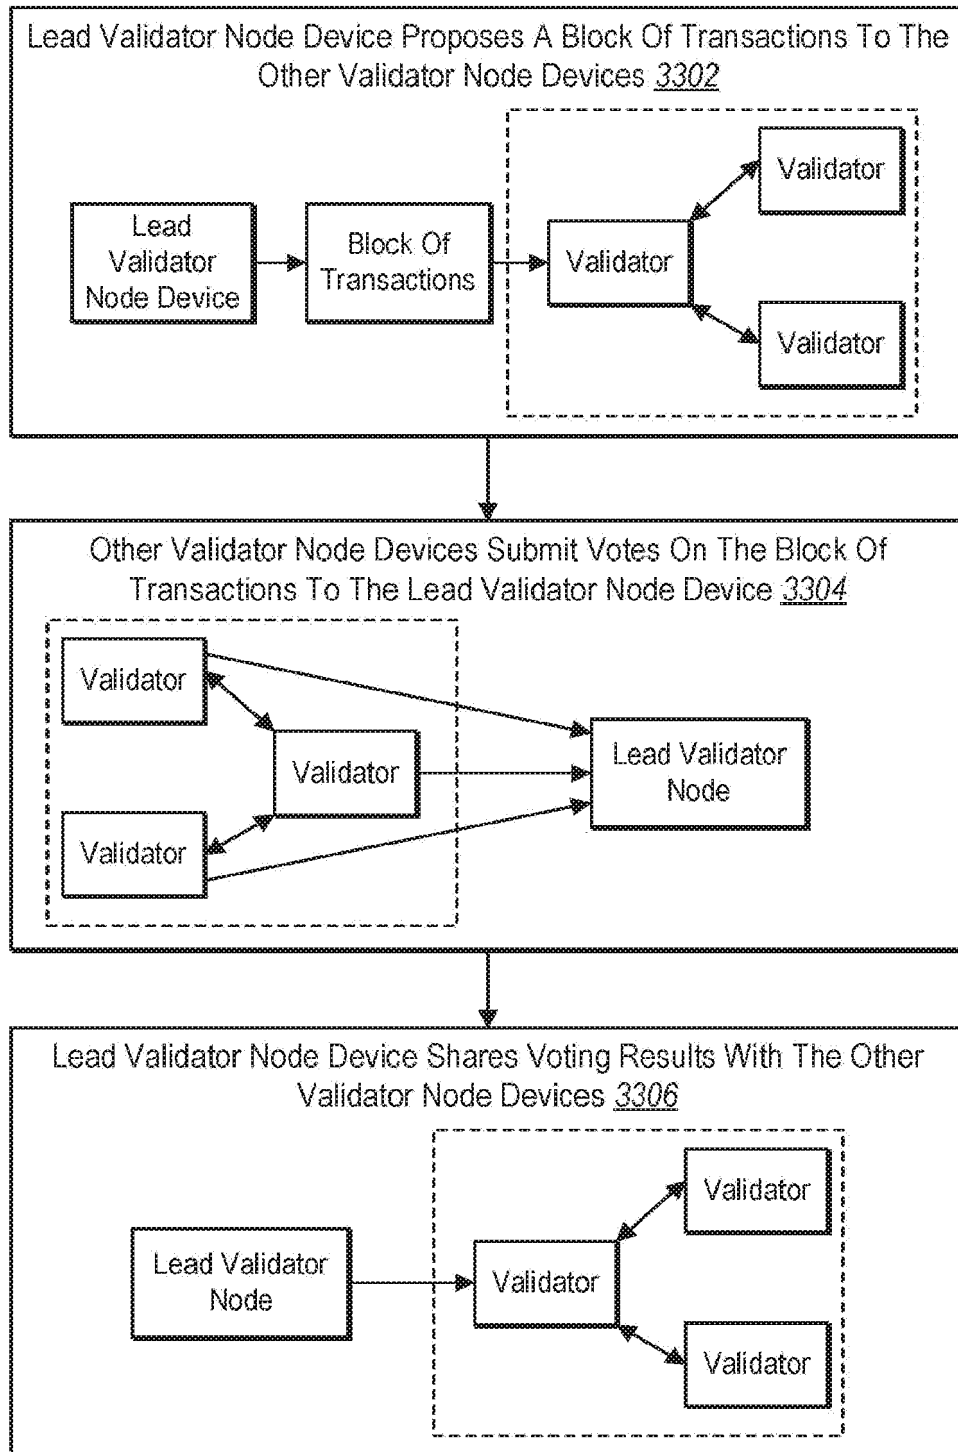 Lead Validator Node Device Proposes A Block Of Transactions To The
Other Validator Node Devices 3302
Validator
Lead
Validator
Node Device
Block Of
Transactions
Validator
Validator
Other Validator Node Devices Submit Votes On The Block Of
Transactions To The Lead Validator Node Device 3304
Validator
Validator
Lead Validator
Node
Validator
Lead Validator Node Device Shares Voting Results With The Other
Validator Node Devices 3306
Validator
Lead Validator
Node
Validator
Validator